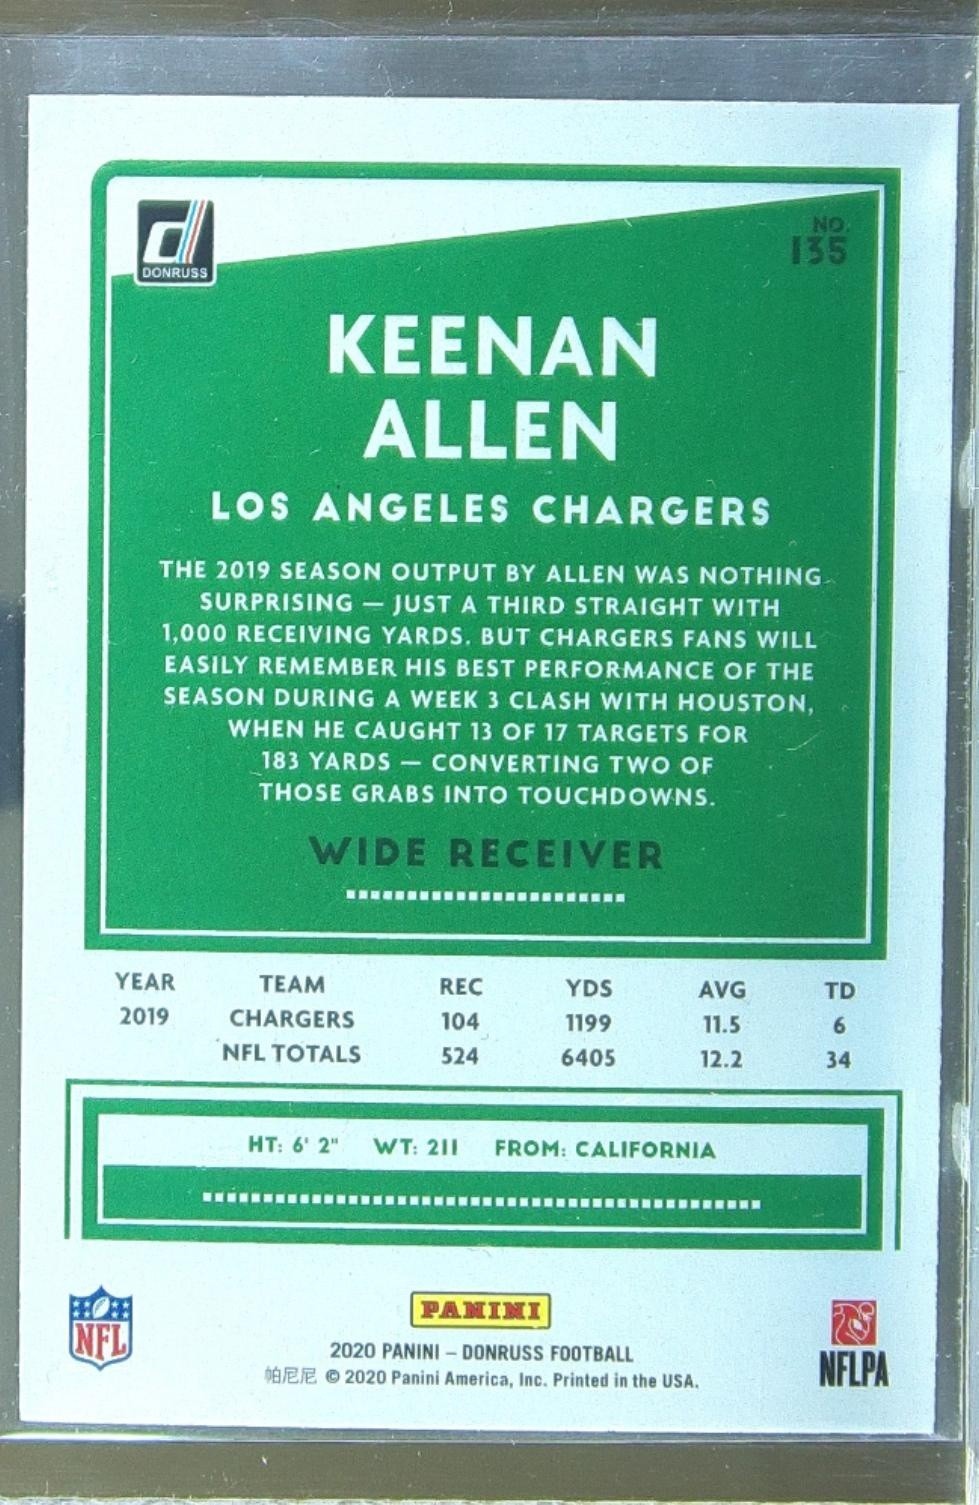 DONRUSS
NO.
135
KEENAN
ALLEN
LOS ANGELES CHARGERS
THE 2019 SEASON OUTPUT BY ALLEN WAS NOTHING
SURPRISING — JUST A THIRD STRAIGHT WITH
1,000 RECEIVING YARDS. BUT CHARGERS FANS WILL
EASILY REMEMBER HIS BEST PERFORMANCE OF THE
SEASON DURING A WEEK 3 CLASH WITH HOUSTON,
WHEN HE CAUGHT 13 OF 17 TARGETS FOR
183 YARDS — CONVERTING TWO OF
THOSE GRABS INTO TOUCHDOWNS.
WIDE RECEIVER
YEAR TEAM REC YDS AVG TD
2019 CHARGERS 104 1199 11.5 6
NFL TOTALS 524 6405 12.2 34
HT: 6' 2" WT: 211 FROM: CALIFORNIA
NFL
PANINI
NFLPA
2020 PANINI – DONRUSS FOOTBALL
帕尼尼 © 2020 Panini America, Inc. Printed in the USA.